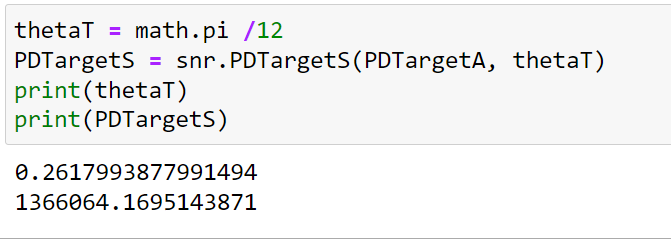 thetaT = math.pi /12
PDTargetS = snr.PDTargetS(PDTargetA, thetaT)
print(thetaT)
print(PDTargetS)
0.2617993877991494
1366064.1695143871